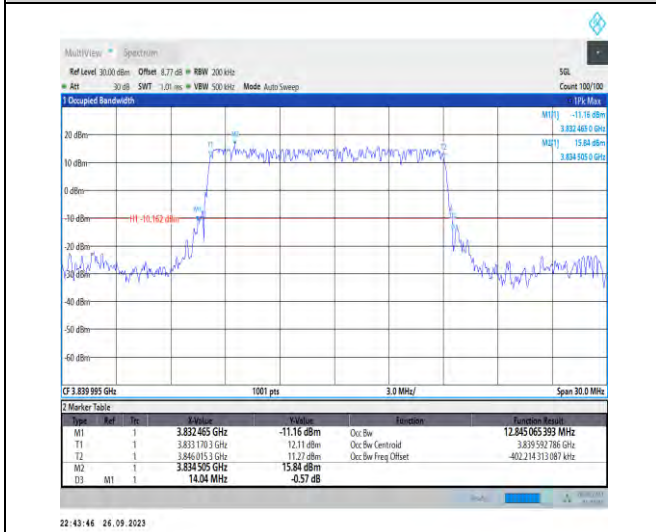 MultiView Spectrum
Ref Level 30.00 dBm Offset 8.77 dB RBW 200 kHz SGL
Att 30 dB SWT 1.01 ms VBW 500 kHz Mode Auto Sweep Count 100/100
1 Occupied Bandwidth 1Pk Max
M1[1] -11.16 dBm
3.832 465 0 GHz
M2[1] 15.84 dBm
3.834 505 0 GHz
20 dBm
10 dBm
0 dBm
-10 dBm H1 -10.162 dBm
-20 dBm
-30 dBm
-40 dBm
-50 dBm
-60 dBm
T1
T2
CF 3.839 995 GHz 1001 pts 3.0 MHz/ Span 30.0 MHz
2 Marker Table
Type Ref Trc X-Value Y-Value Function Function Result
M1 1 3.832 465 GHz -11.16 dBm Occ Bw 12.845 065 393 MHz
T1 1 3.833 170 3 GHz 12.11 dBm Occ Bw Centroid 3.839 592 786 GHz
T2 1 3.846 015 3 GHz 11.27 dBm Occ Bw Freq Offset -402.214 313 087 kHz
M2 1 3.834 505 GHz 15.84 dBm
D3 M1 1 14.04 MHz -0.57 dB
22:43:46 26.09.2023